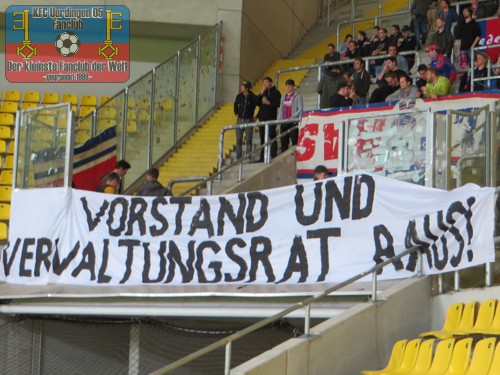 KFC Uerdingen 05
Fanclub
Der Kleinste Fanclub der Welt
VORSTAND UND
VERWALTUNGSRAT RAUS!